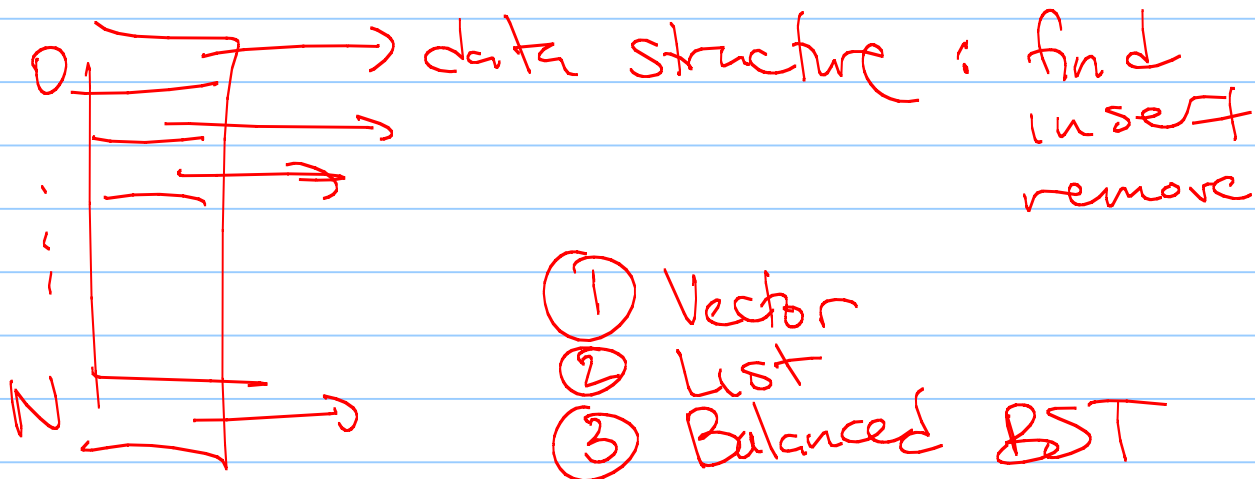 0 → data structure : find
insert
remove
⋮
① Vector
② List
N
③ Balanced BST